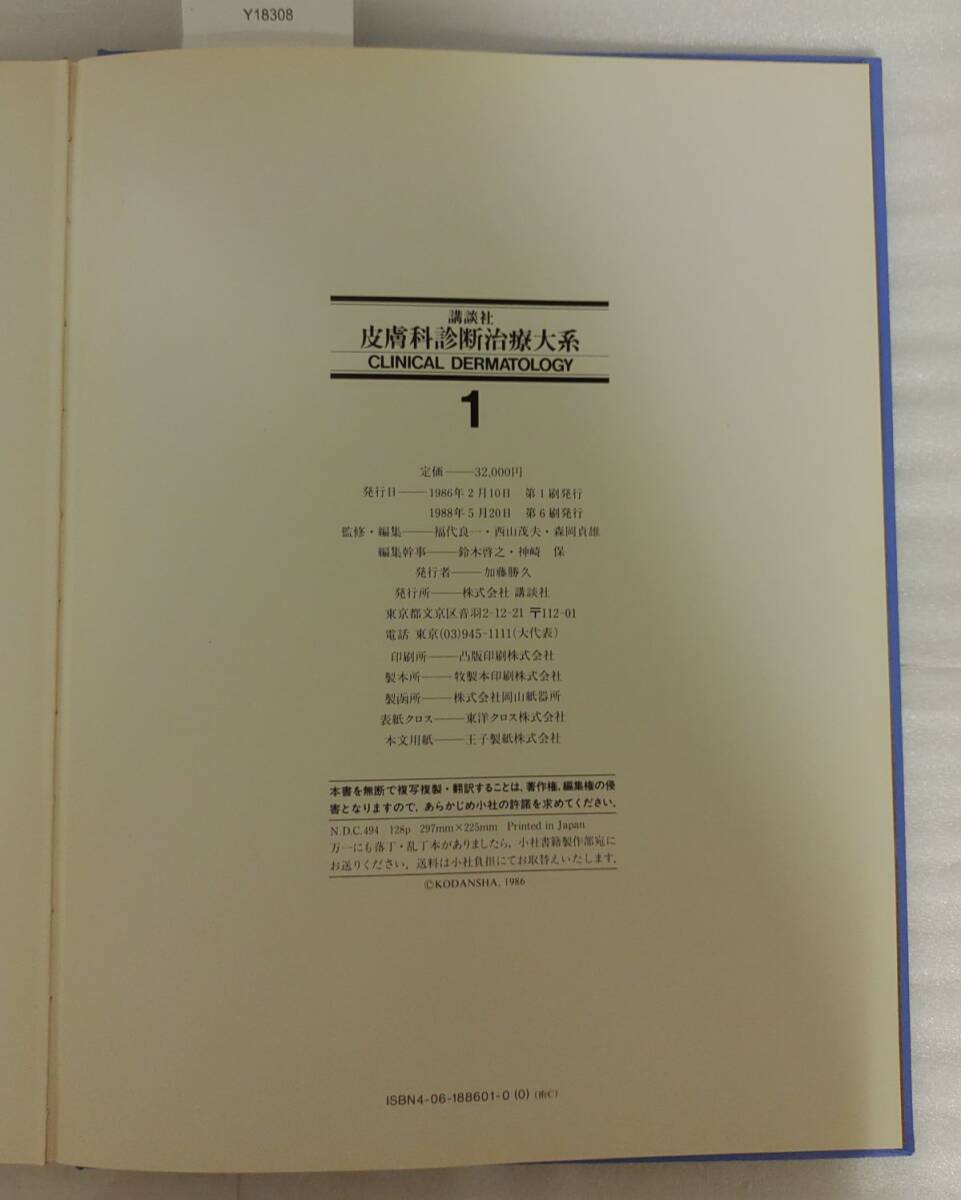 Y18308
講談社
皮膚科診断治療大系
CLINICAL DERMATOLOGY
1
定価——32,000円
発行日——1986年2月10日 第1刷発行
1988年5月20日 第6刷発行
監修・編集——福代良一・西山茂夫・森岡貞雄
編集幹事——鈴木啓之・神崎 保
発行者——加藤勝久
発行所——株式会社 講談社
東京都文京区音羽2-12-21 〒112-01
電話 東京(03)945-1111(大代表)
印刷所——凸版印刷株式会社
製本所——牧製本印刷株式会社
製函所——株式会社岡山紙器所
表紙クロス——東洋クロス株式会社
本文用紙——王子製紙株式会社
本書を無断で複写複製・翻訳することは、著作権、編集権の侵
害となりますので、あらかじめ小社の許諾を求めてください。
N.D.C.494 128p 297mm×225mm Printed in Japan
万一にも落丁・乱丁本がありましたら、小社書籍製作部宛に
お送りください。送料は小社負担にてお取替えいたします。
©KODANSHA, 1986
ISBN4-06-188601-0 (0)